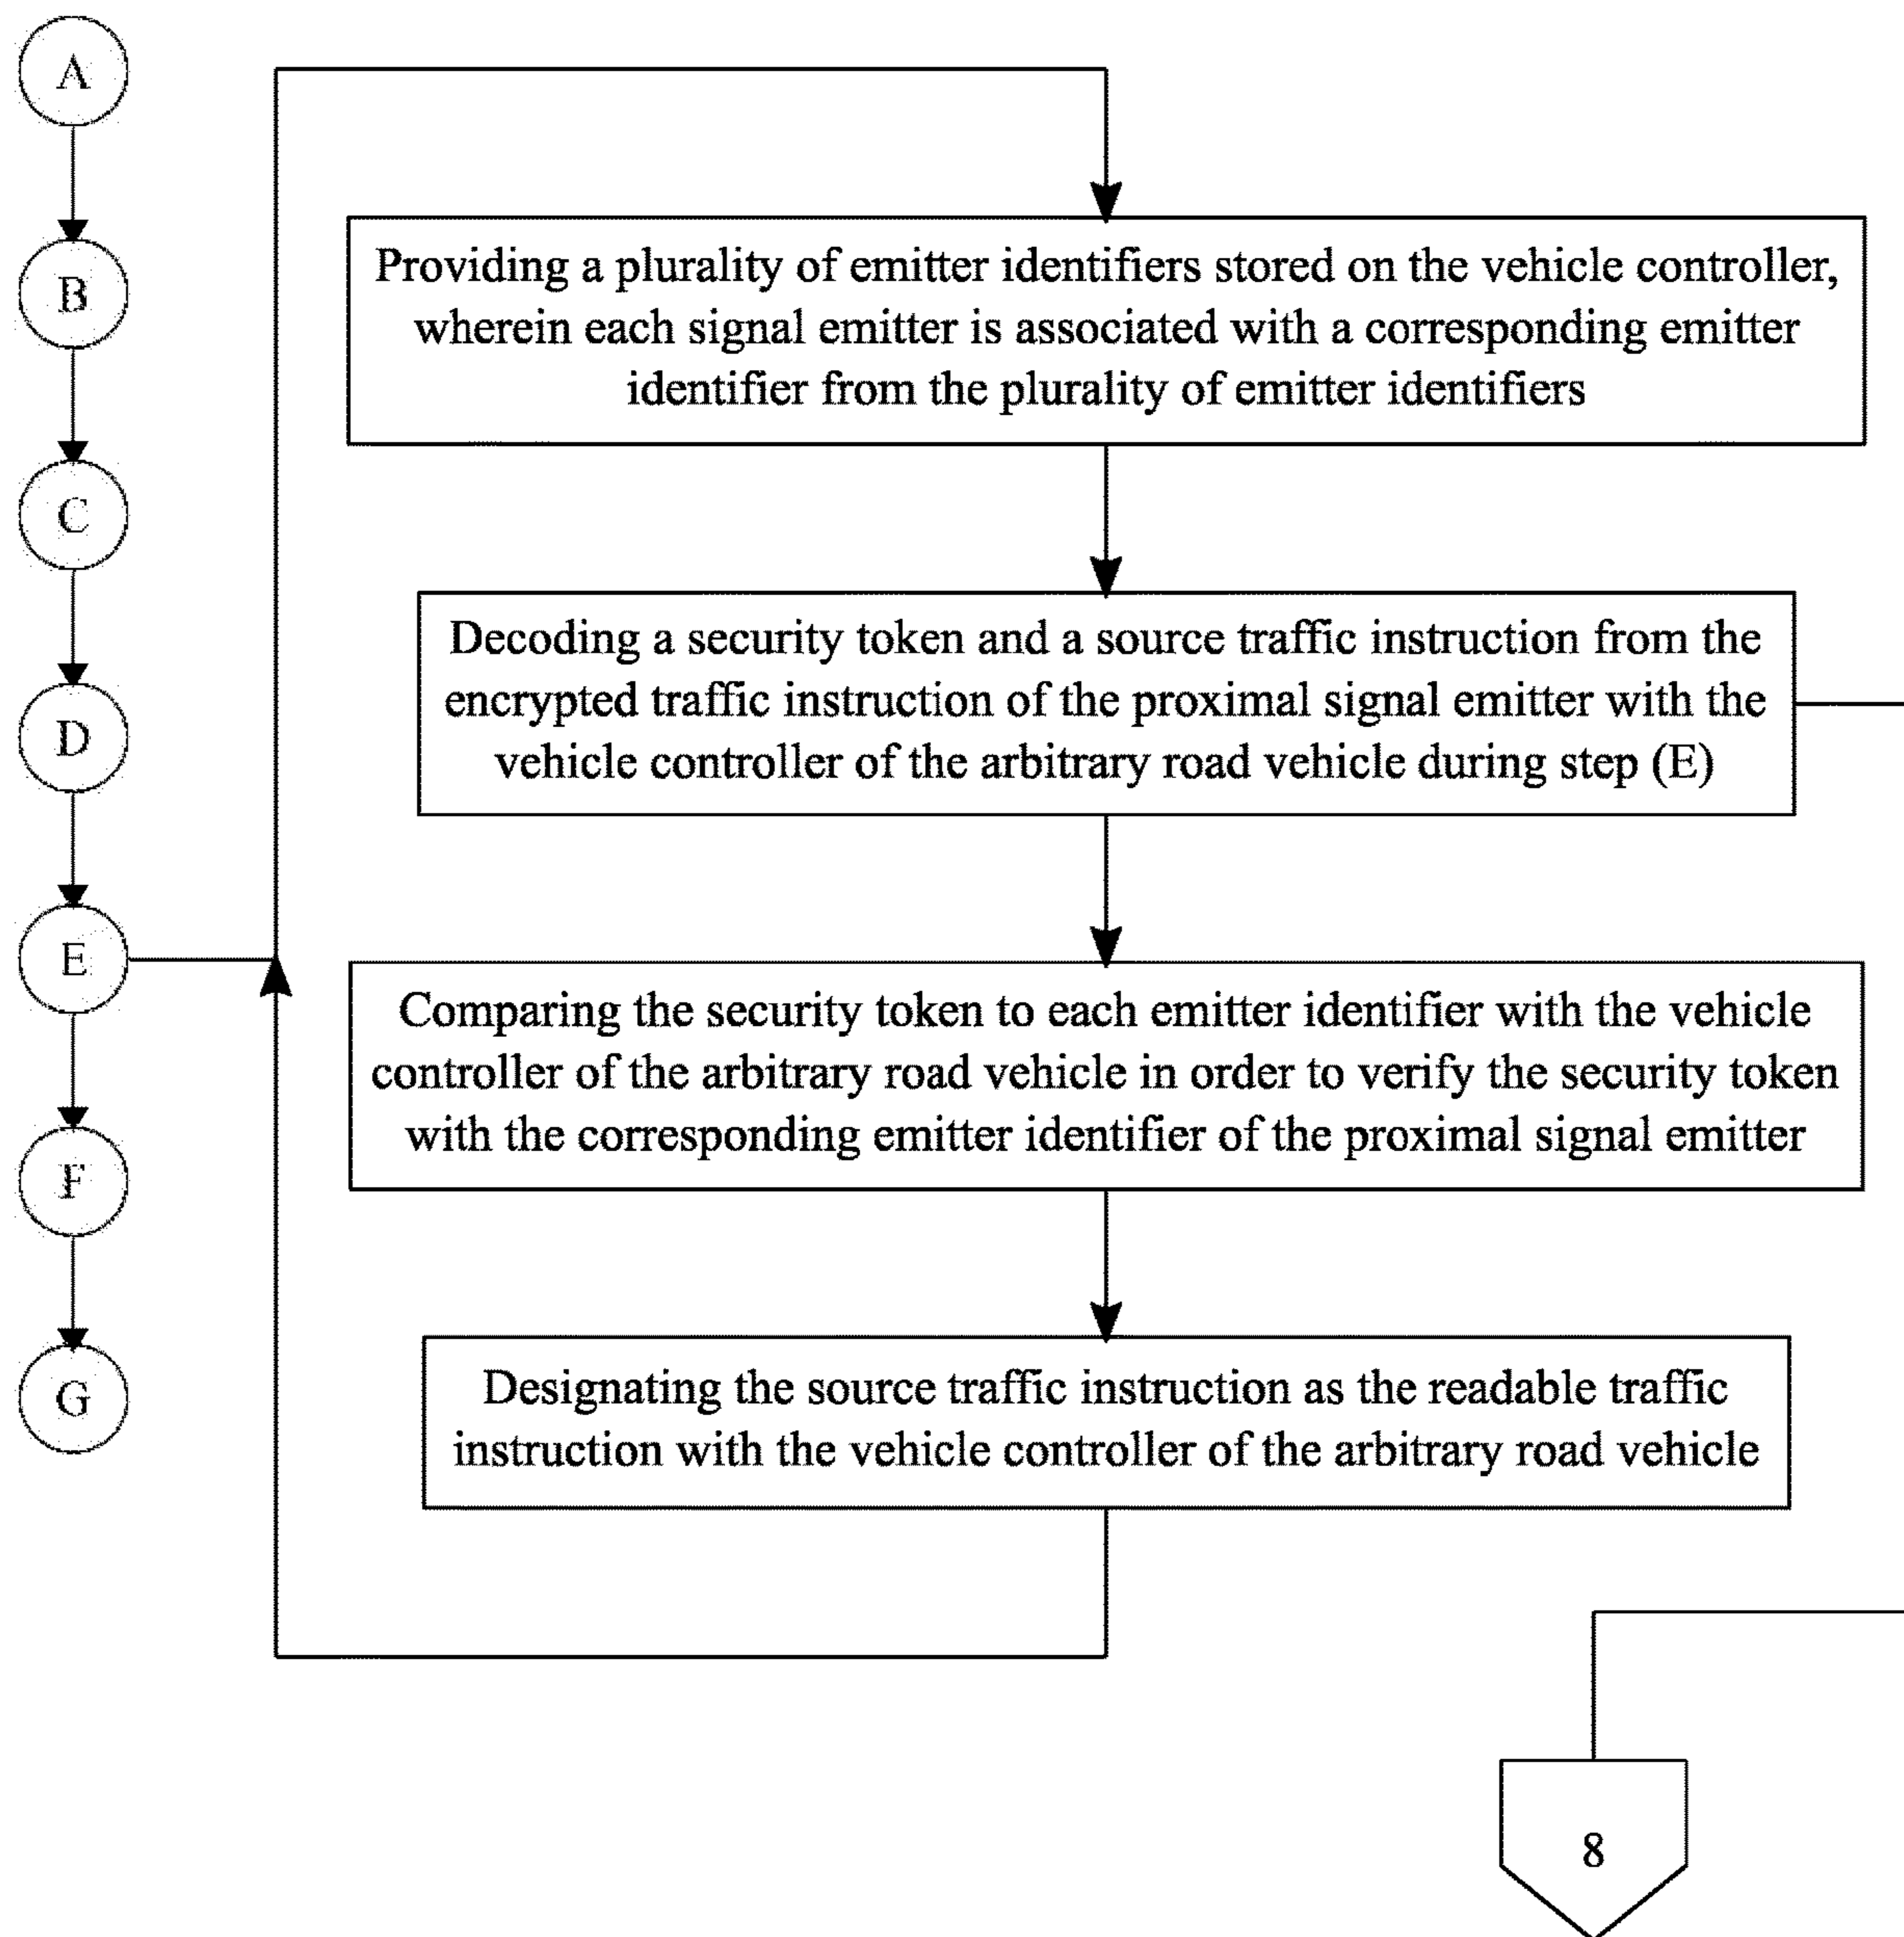 A
B
C
D
E
F
G
Providing a plurality of emitter identifiers stored on the vehicle controller,
wherein each signal emitter is associated with a corresponding emitter
identifier from the plurality of emitter identifiers
Decoding a security token and a source traffic instruction from the
encrypted traffic instruction of the proximal signal emitter with the
vehicle controller of the arbitrary road vehicle during step (E)
Comparing the security token to each emitter identifier with the vehicle
controller of the arbitrary road vehicle in order to verify the security token
with the corresponding emitter identifier of the proximal signal emitter
Designating the source traffic instruction as the readable traffic
instruction with the vehicle controller of the arbitrary road vehicle
8